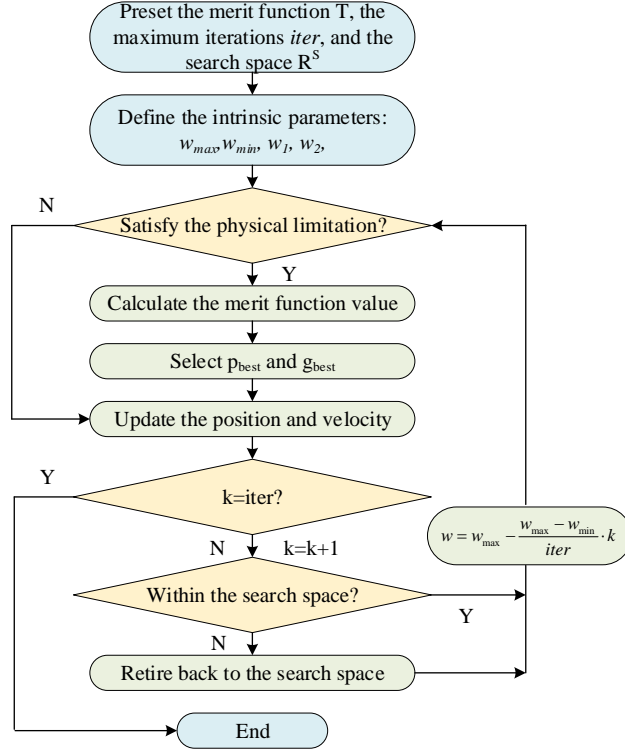 Preset the merit function T, the
maximum iterations iter, and the
search space R^S
Define the intrinsic parameters:
w_max,w_min, w_1, w_2,
N
Satisfy the physical limitation?
Y
Calculate the merit function value
Select p_best and g_best
Update the position and velocity
Y
k=iter?
w = w_max - (w_max - w_min)/iter · k
N
k=k+1
Within the search space?
Y
N
Retire back to the search space
End